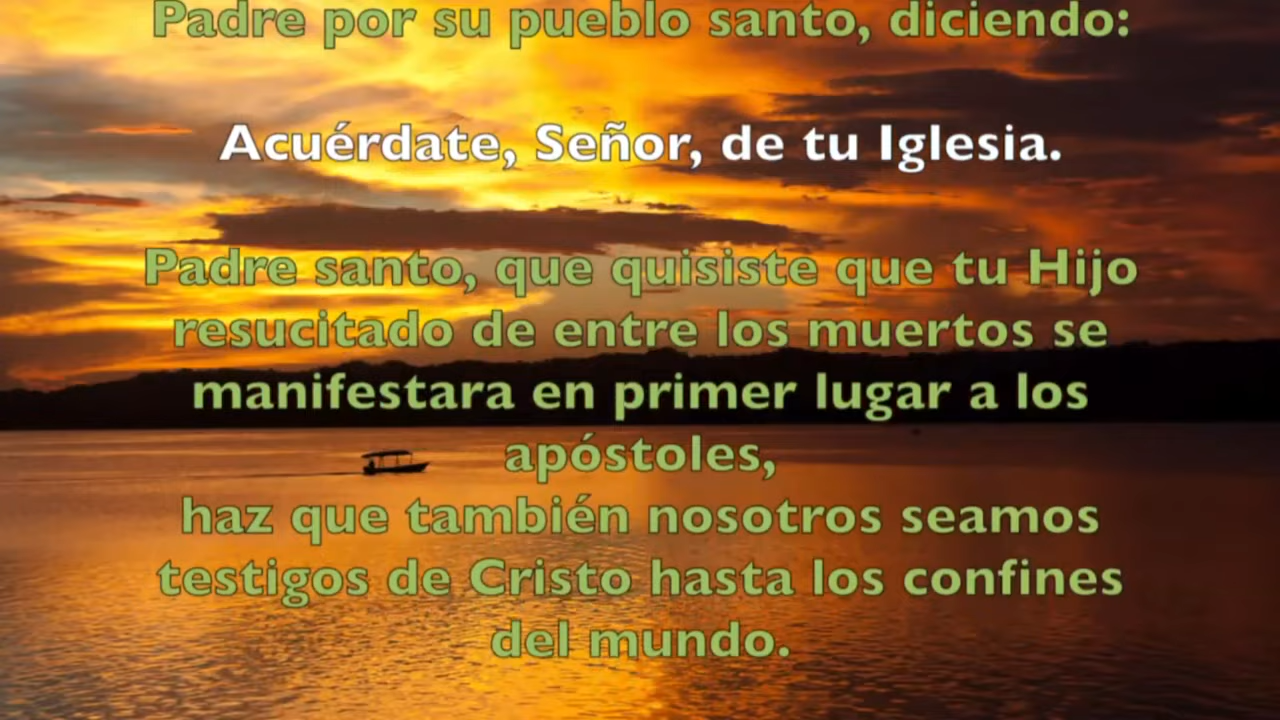 Padre por su pueblo santo, diciendo:
Acuérdate, Señor, de tu Iglesia.
Padre santo, que quisiste que tu Hijo
resucitado de entre los muertos se
manifestara en primer lugar a los
apóstoles,
haz que también nosotros seamos
testigos de Cristo hasta los confines
del mundo.